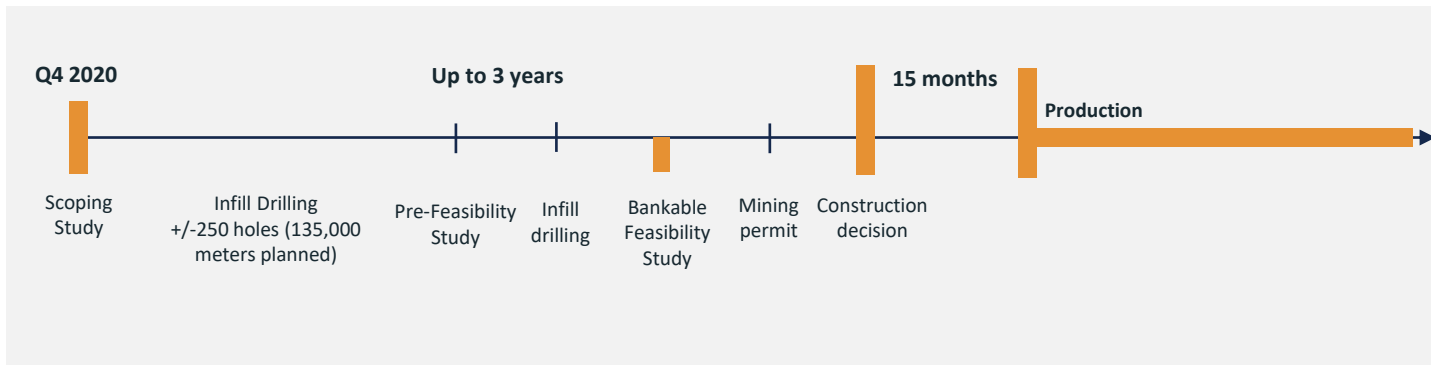 Q4 2020
Up to 3 years
15 months
Production
Scoping
Study
Infill Drilling
+/-250 holes (135,000
meters planned)
Pre-Feasibility
Study
Infill
drilling
Bankable
Feasibility
Study
Mining
permit
Construction
decision